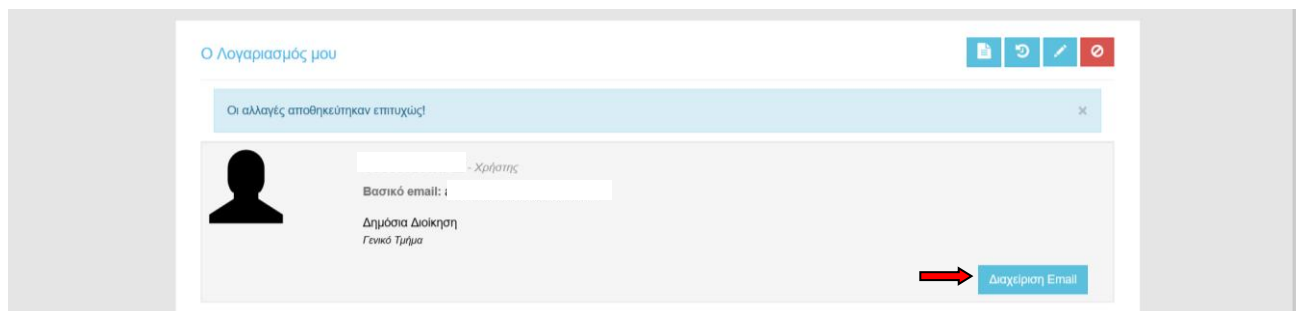 Ο Λογαριασμός μου
Οι αλλαγές αποθηκεύτηκαν επιτυχώς!
- Χρήστης
Βασικό email:
Δημόσια Διοίκηση
Γενικό Τμήμα
Διαχείριση Email